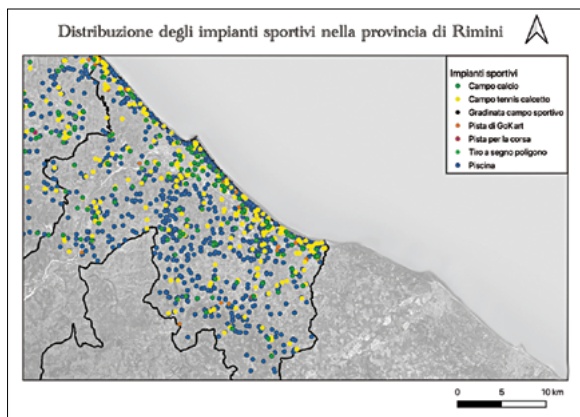 Distribuzione degli impianti sportivi nella provincia di Rimini
Impianti sportivi
Campo calcio
Campo tennis calcetto
Gradinata campo sportivo
Pista di GoKart
Pista per la corsa
Tiro a segno poligono
Piscina
0 5 10 km